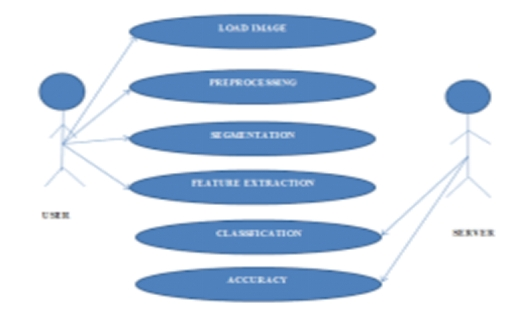 LOAD IMAGE
PREPROCESSING
SEGMENTATION
FEATURE EXTRACTION
USER
CLASSIFICATION
SERVER
ACCURACY